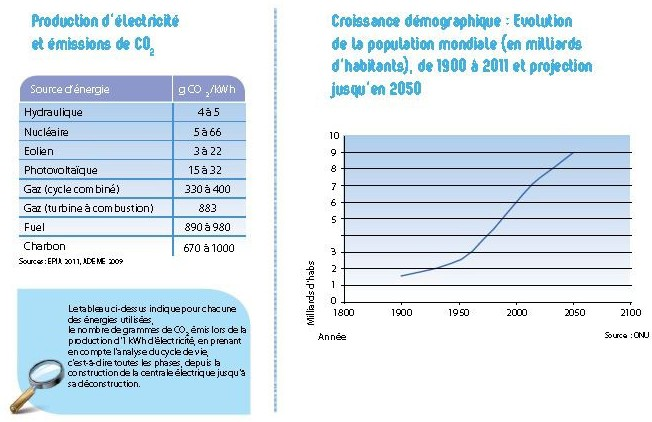 Production d'électricité
et émissions de CO2
Source d'énergie g CO2/kWh
Hydraulique 4 à 5
Nucléaire 5 à 66
Eolien 3 à 22
Photovoltaïque 15 à 32
Gaz (cycle combiné) 330 à 400
Gaz (turbine à combustion) 883
Fuel 890 à 980
Charbon 670 à 1000
Sources : EPIA 2011, ADEME 2009
Le tableau ci-dessus indique pour chacune
des énergies utilisées,
le nombre de grammes de CO2 émis lors de la
production d'1 kWh d'électricité, en prenant
en compte l'analyse du cycle de vie,
c'est-à-dire toutes les phases, depuis la
construction de la centrale électrique jusqu'à
sa déconstruction.
Croissance démographique : Evolution
de la population mondiale (en milliards
d'habitants), de 1900 à 2011 et projection
jusqu'en 2050
10
9
8
7
6
5
3
2
1
0
Milliards d'habs
1800 1900 1950 2000 2050 2100
Année
Source : ONU